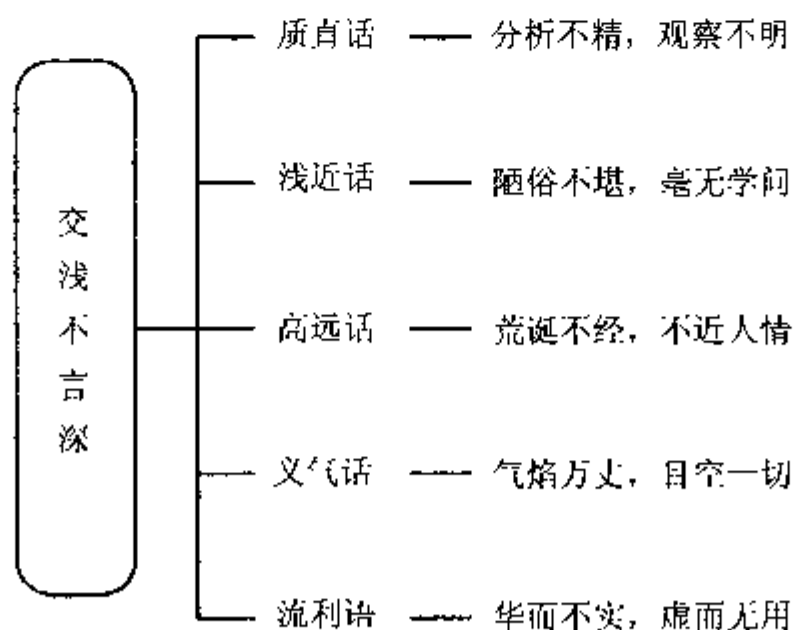 交浅不言深
质直话 —— 分析不精，观察不明
浅近话 —— 陋俗不堪，毫无学问
高远话 —— 荒诞不经，不近人情
义气话 —— 气焰万丈，目空一切
流利语 —— 华而不实，虚而无用